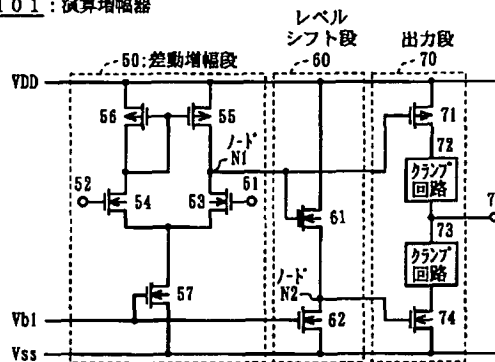 101:演算増幅器
レベル
シフト段
出力段
50:差動増幅段
60
70
VDD
56
55
71
ノード
N1
72
クランプ
回路
52
51
54
53
61
7
73
クランプ
回路
57
ノード
N2
Vb1
62
74
Vss